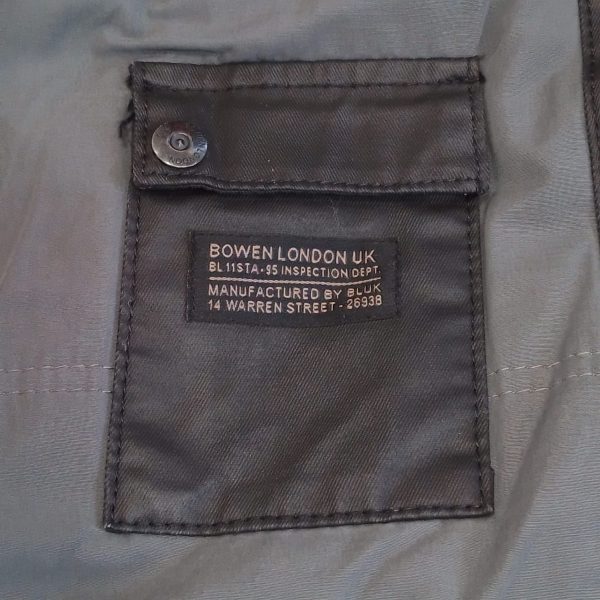 BOWEN LONDON UK
BL 11STA-95 INSPECTION DEPT.
MANUFACTURED BY BLUK
14 WARREN STREET - 26938